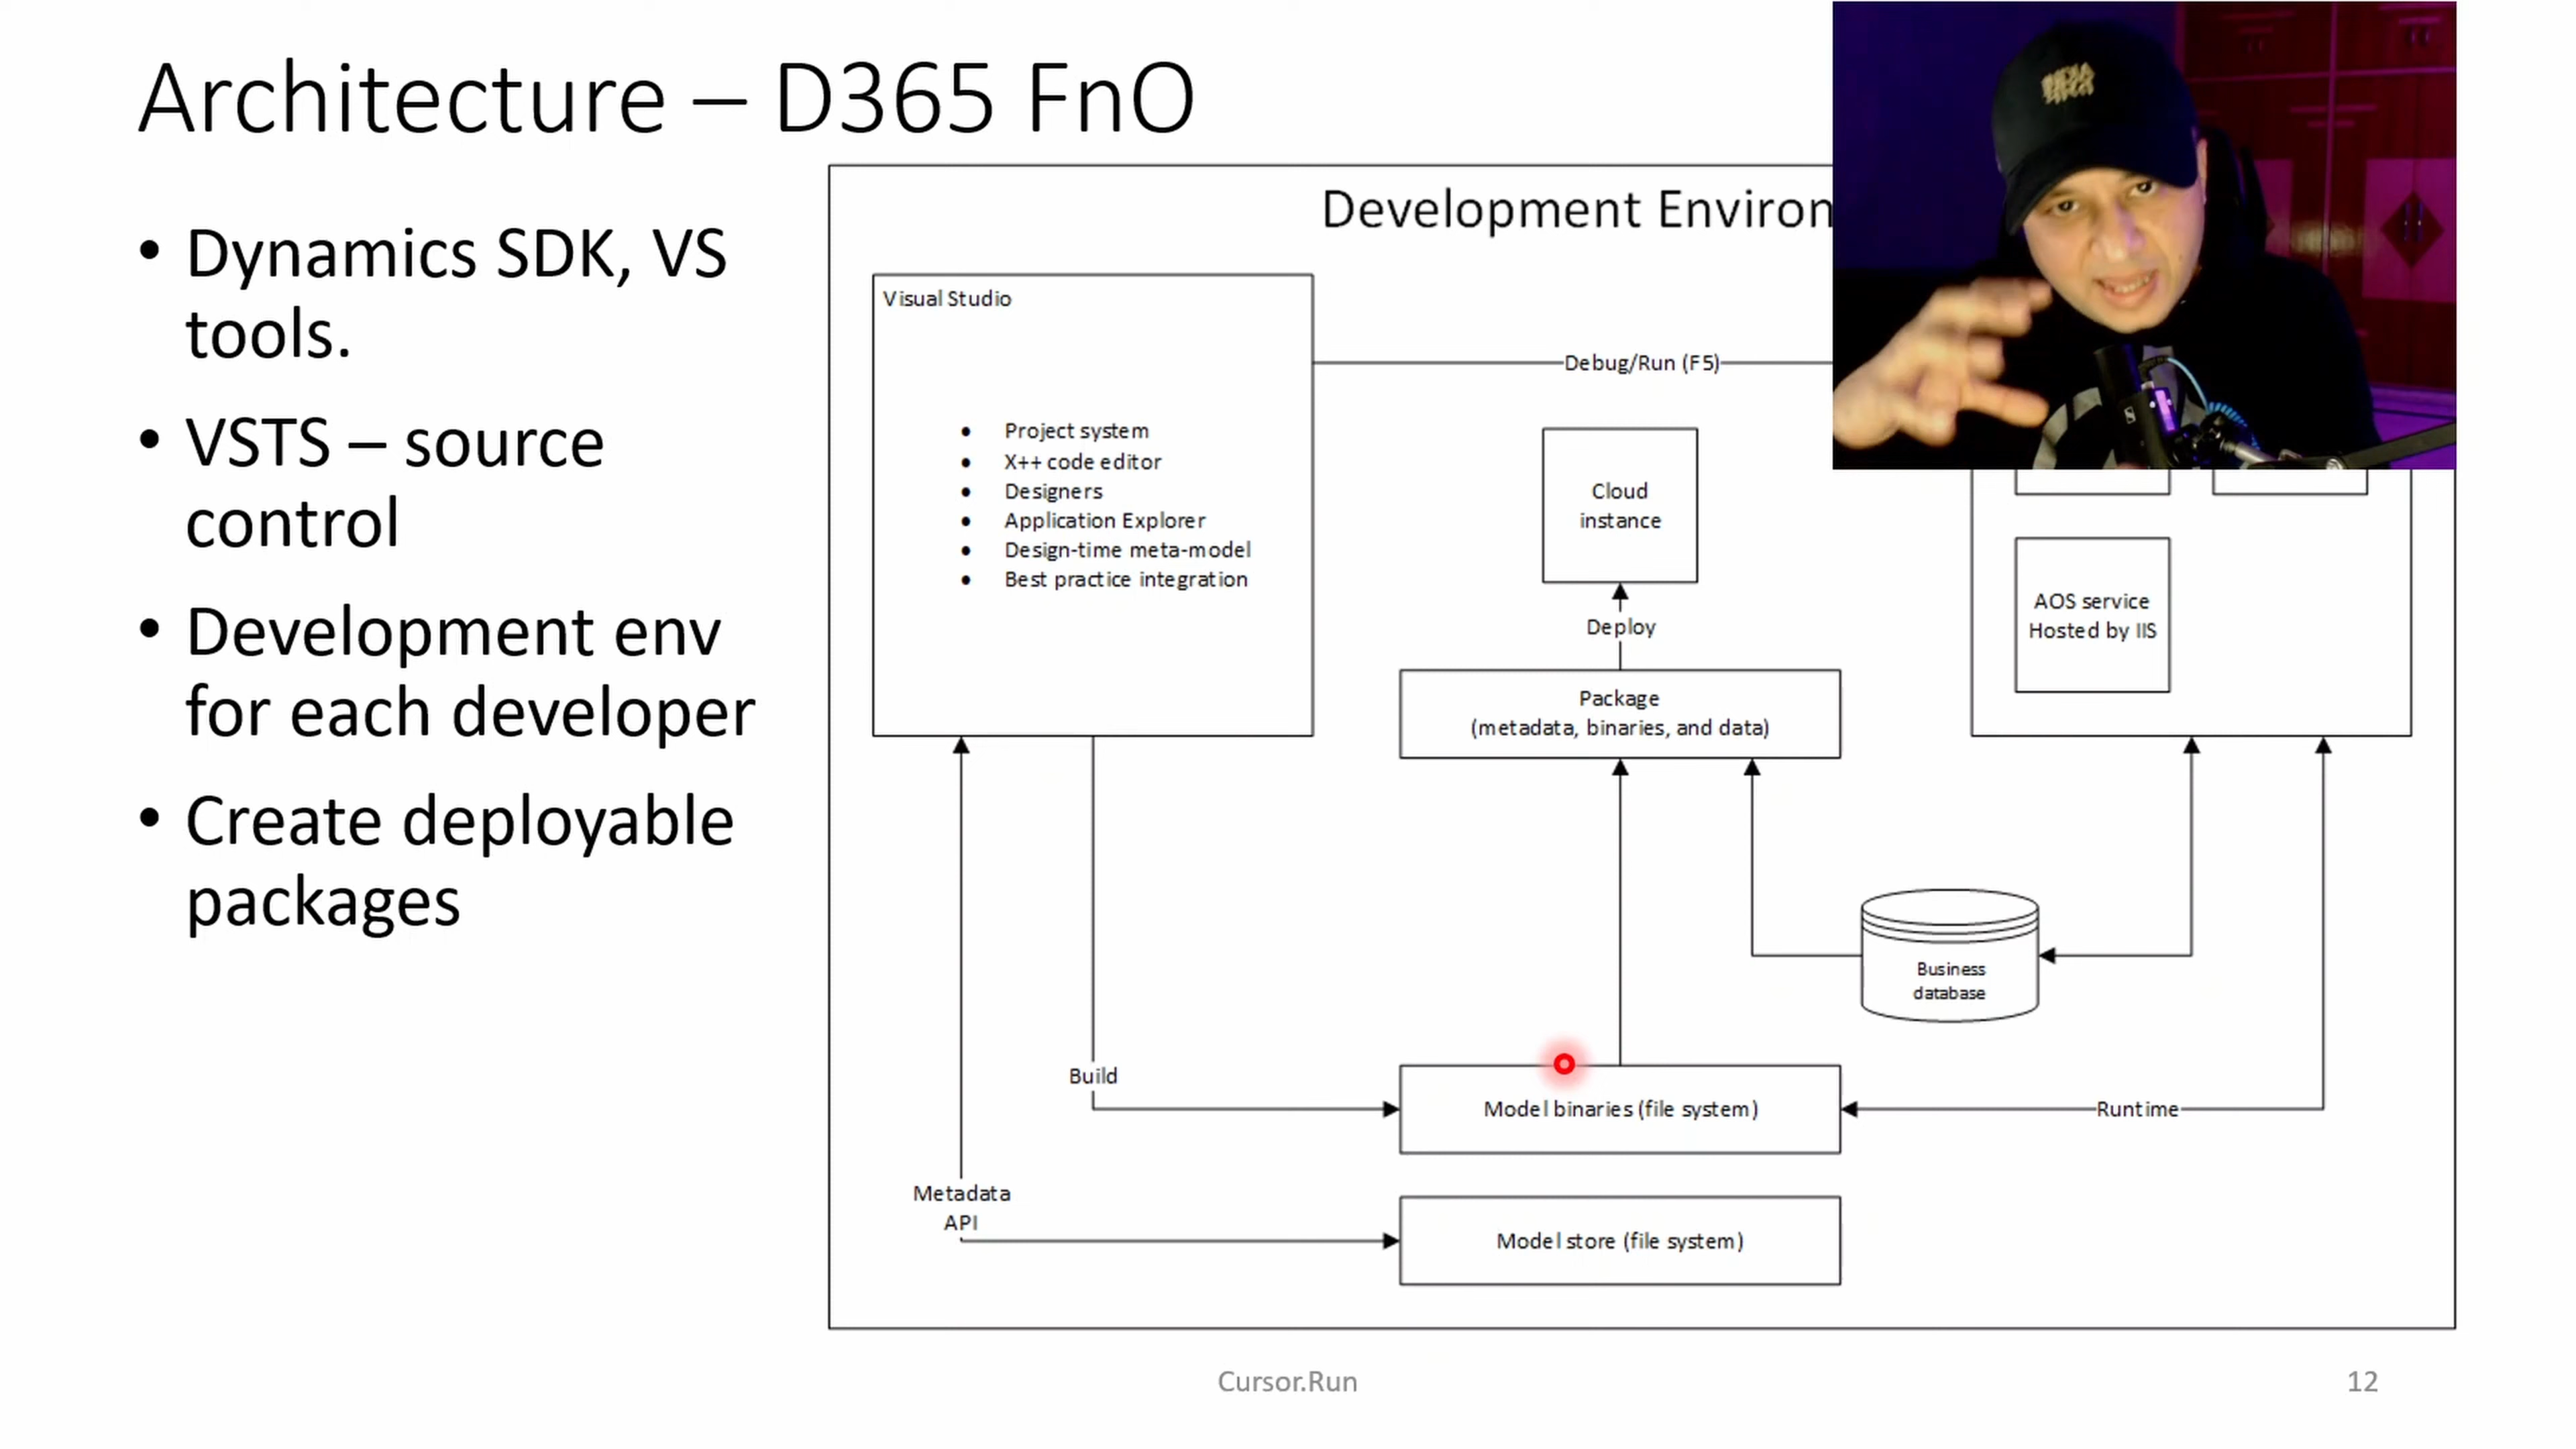 Architecture – D365 FnO
• Dynamics SDK, VS
tools.
• VSTS – source
control
• Development env
for each developer
• Create deployable
packages
Visual Studio
• Project system
• X++ code editor
• Designers
• Application Explorer
• Design-time meta-model
• Best practice integration
Development
Debug/Run (F5)
Cloud
instance
Deploy
Package
(metadata, binaries, and data)
AOS service
Hosted by IIS
Business
database
Build
Model binaries (file system)
Runtime
Metadata
API
Model store (file system)
Cursor.Run
12